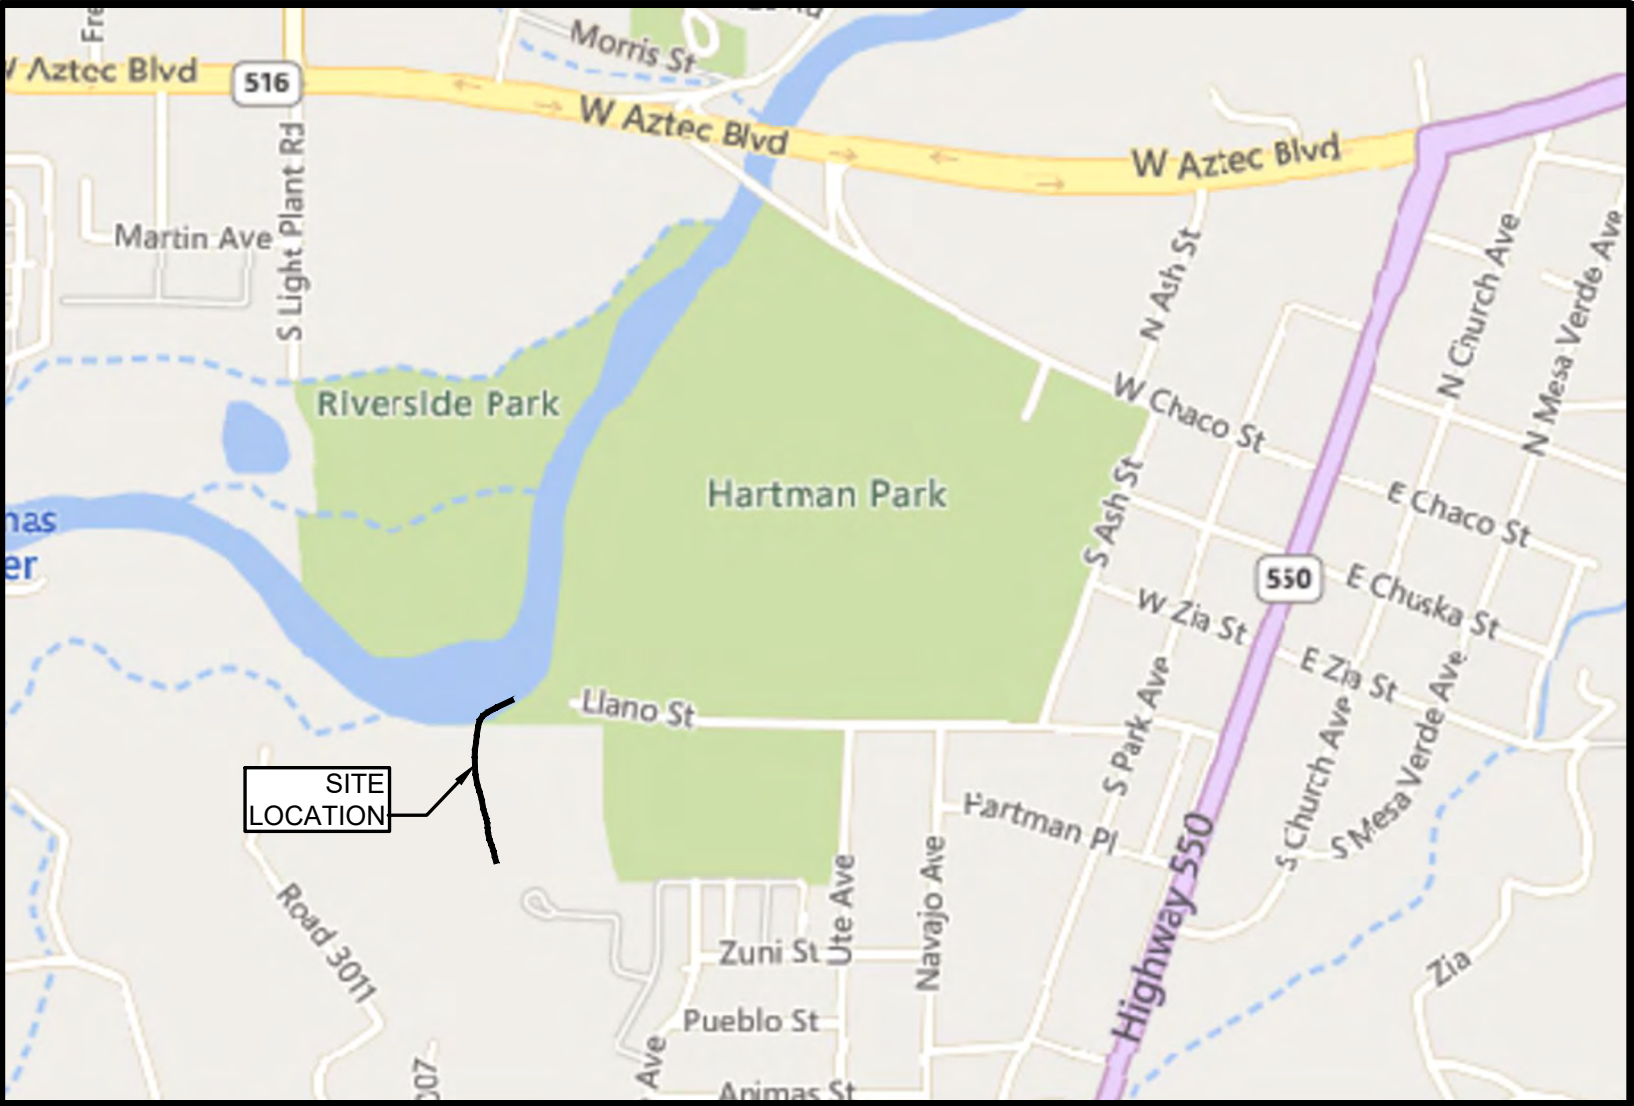 Morris St
W Aztec Blvd
516
W Aztec Blvd
W Aztec Blvd
S Light Plant Rd
Martin Ave
N Ash St
N Church Ave
N Mesa Verde Ave
Riverside Park
W Chaco St
Hartman Park
E Chaco St
S Ash St
550
E Chuska St
W Zia St
E Zia St
Llano St
S Park Ave
S Church Ave
S Mesa Verde Ave
SITE
LOCATION
Hartman Pl
Highway 550
Road 3011
Ute Ave
Navajo Ave
Zuni St
Zia
Pueblo St
Ave
Animas St